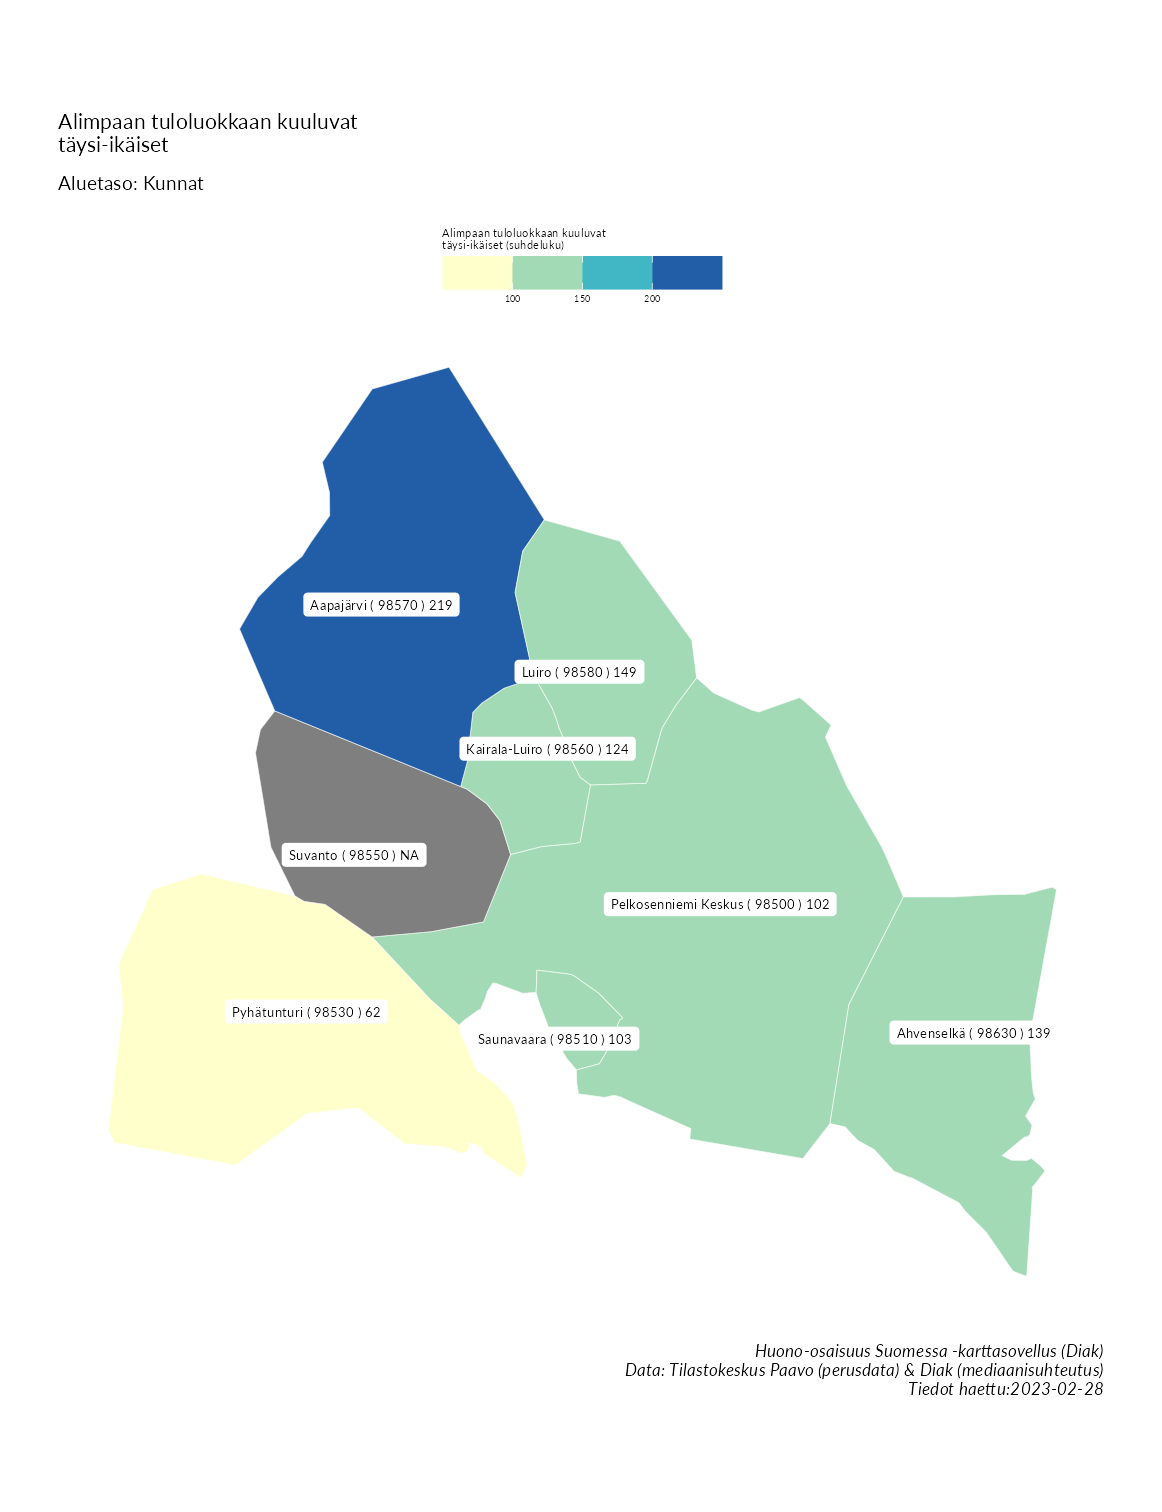 Alimpaan tuloluokkaan kuuluvat
täysi-ikäiset
Aluetaso: Kunnat
Alimpaan tuloluokkaan kuuluvat
täysi-ikäiset (suhdeluku)
100 150 200
Aapajärvi ( 98570 ) 219
Luiro ( 98580 ) 149
Kairala-Luiro ( 98560 ) 124
Suvanto ( 98550 ) NA
Pelkosenniemi Keskus ( 98500 ) 102
Pyhätunturi ( 98530 ) 62
Ahvenselkä ( 98630 ) 139
Saunavaara ( 98510 ) 103
Huono-osaisuus Suomessa -karttasovellus (Diak)
Data: Tilastokeskus Paavo (perusdata) & Diak (mediaanisuhteutus)
Tiedot haettu:2023-02-28